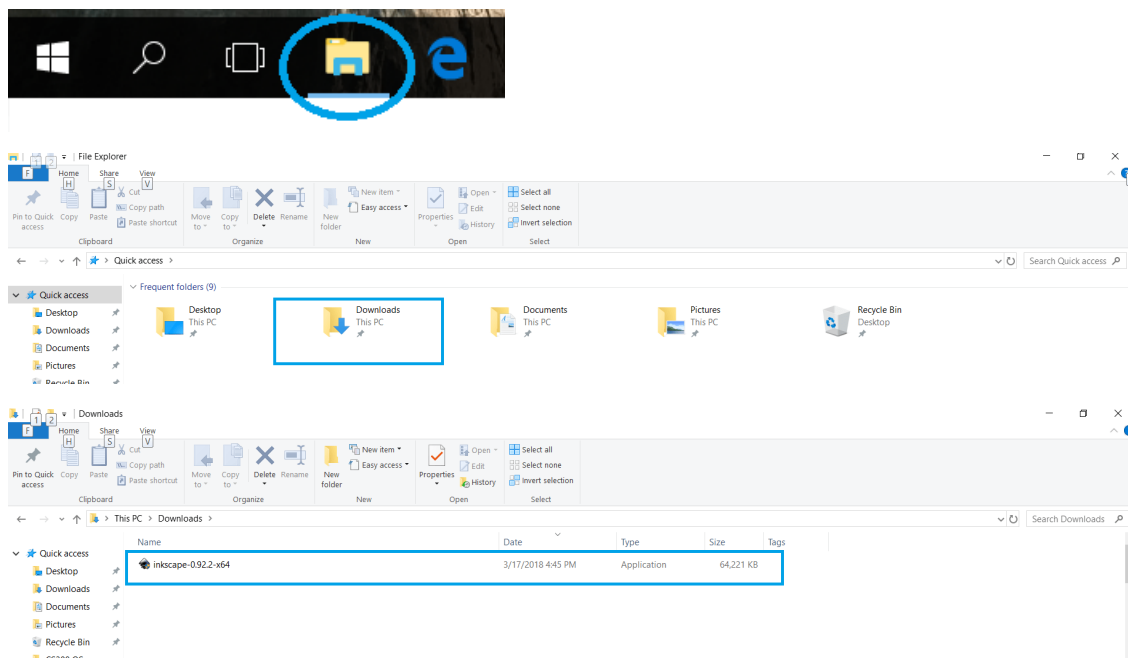 File Explorer
1 2
F Home Share View
H S V
Pin to Quick access
Copy
Paste
Cut
Copy path
Paste shortcut
Clipboard
Move to
Copy to
Delete
Rename
Organize
New folder
New item
Easy access
New
Properties
Open
Edit
History
Open
Select all
Select none
Invert selection
Select
Quick access
Search Quick access
Quick access
Desktop
Downloads
Documents
Pictures
Recycle Bin
Frequent folders (9)
Desktop
This PC
Downloads
This PC
Documents
This PC
Pictures
This PC
Recycle Bin
Desktop
Downloads
1 2
F Home Share View
H S V
Pin to Quick access
Copy
Paste
Cut
Copy path
Paste shortcut
Clipboard
Move to
Copy to
Delete
Rename
Organize
New folder
New item
Easy access
New
Properties
Open
Edit
History
Open
Select all
Select none
Invert selection
Select
This PC > Downloads >
Search Downloads
Quick access
Desktop
Downloads
Documents
Pictures
Recycle Bin
Name Date Type Size Tags
inkscape-0.92.2-x64 3/17/2018 4:45 PM Application 64,221 KB